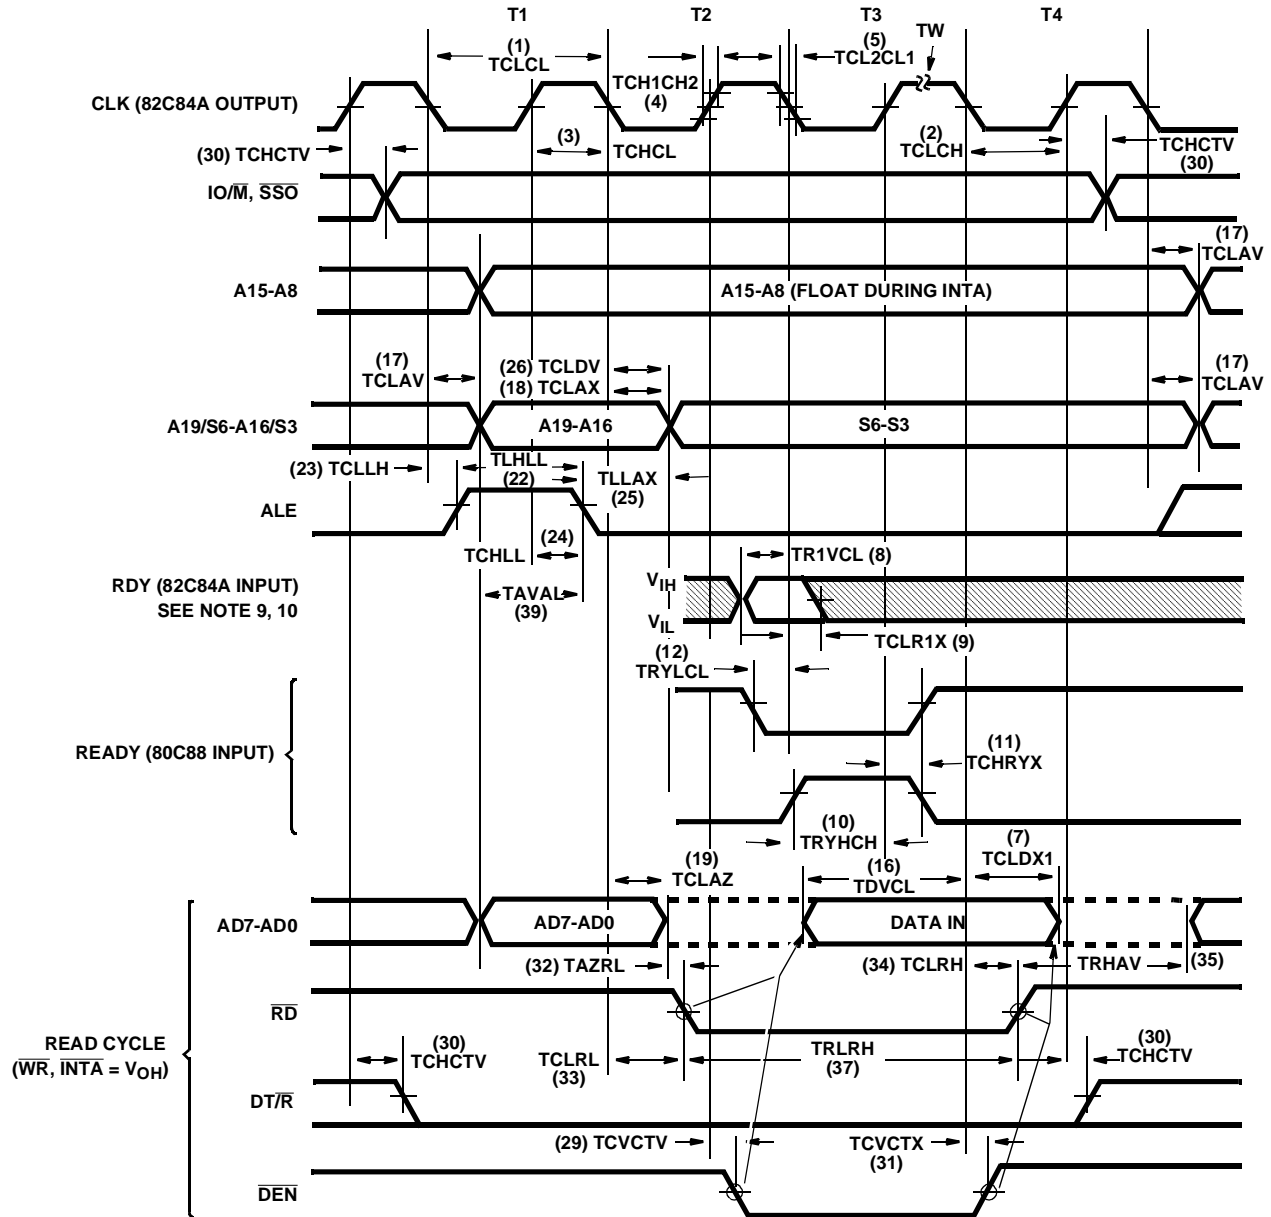 T1 T2 T3 T4
TW
(1)
TCLCL
TCH1CH2
(4)
(5)
TCL2CL1
CLK (82C84A OUTPUT)
(30) TCHCTV
(3)
TCHCL
(2)
TCLCH
TCHCTV
(30)
IO/M̅, S̅S̅O̅
(17)
TCLAV
A15-A8
A15-A8 (FLOAT DURING INTA)
(17)
TCLAV
(26) TCLDV
(18) TCLAX
(17)
TCLAV
A19/S6-A16/S3
A19-A16
S6-S3
(23) TCLLH
TLHLL
(22)
TLLAX
(25)
ALE
TCHLL
(24)
TR1VCL (8)
RDY (82C84A INPUT)
SEE NOTE 9, 10
TAVAL
(39)
VIH
VIL
TCLR1X (9)
(12)
TRYLCL
READY (80C88 INPUT)
(11)
TCHRYX
(10)
TRYHCH
(19)
TCLAZ
(16)
TDVCL
(7)
TCLDX1
AD7-AD0
AD7-AD0
DATA IN
(32) TAZRL
(34) TCLRH
TRHAV
(35)
R̅D̅
READ CYCLE
(W̅R̅, I̅N̅T̅A̅ = VOH)
(30)
TCHCTV
TCLRL
(33)
TRLRH
(37)
(30)
TCHCTV
DT/R̅
(29) TCVCTV
TCVCTX
(31)
D̅E̅N̅